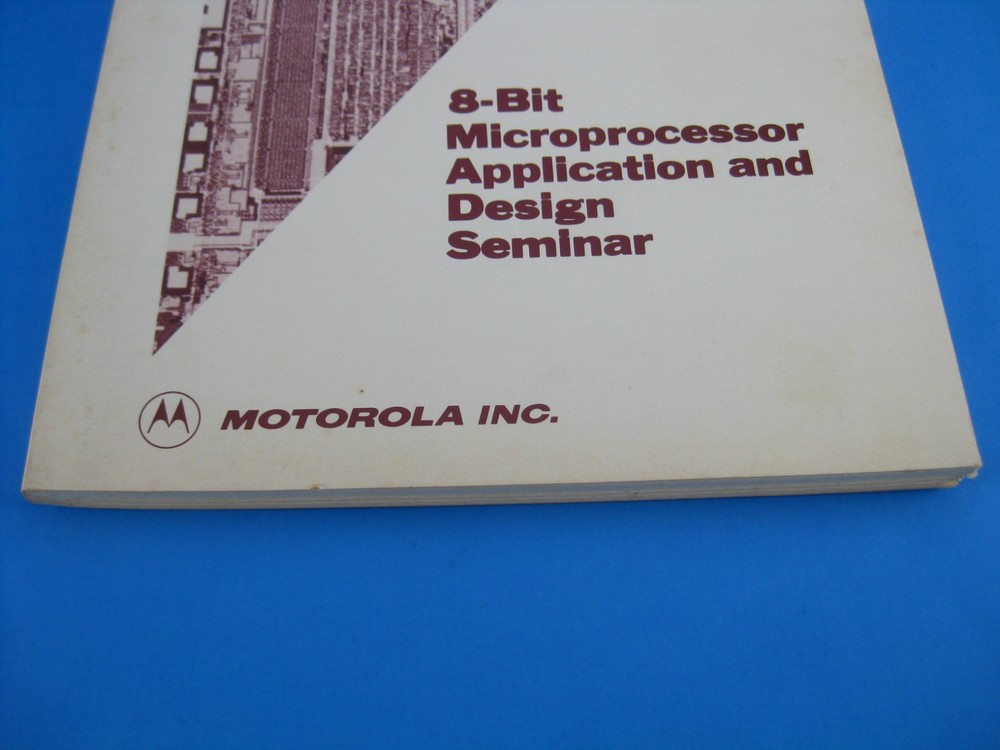 8-Bit
Microprocessor
Application and
Design
Seminar
MOTOROLA INC.